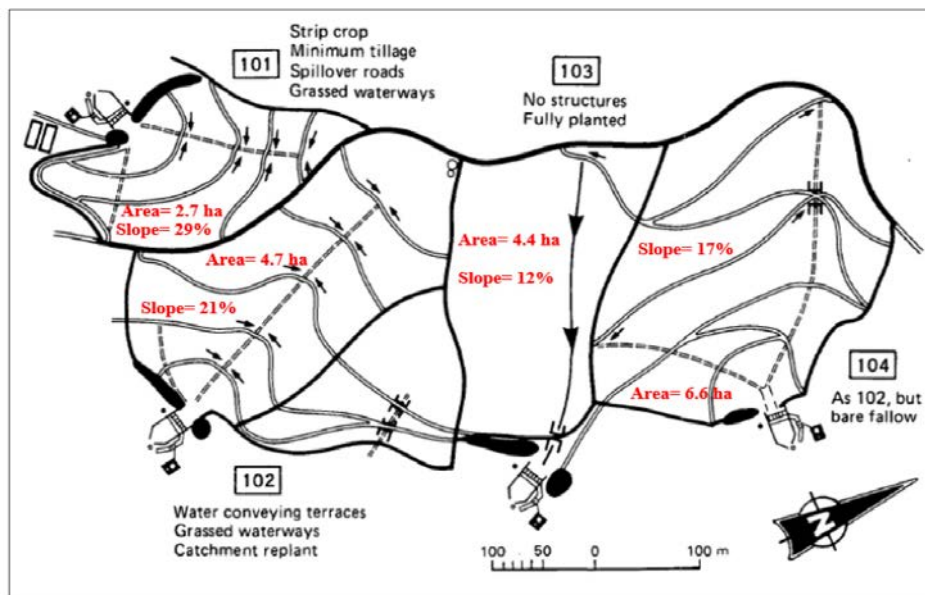 101
Strip crop
Minimum tillage
Spillover roads
Grassed waterways
103
No structures
Fully planted
Area= 2.7 ha
Slope= 29%
Area= 4.7 ha
Slope= 21%
Area= 4.4 ha
Slope= 12%
Slope= 17%
Area= 6.6 ha
104
As 102, but
bare fallow
102
Water conveying terraces
Grassed waterways
Catchment replant
100 50 0 100 m
N